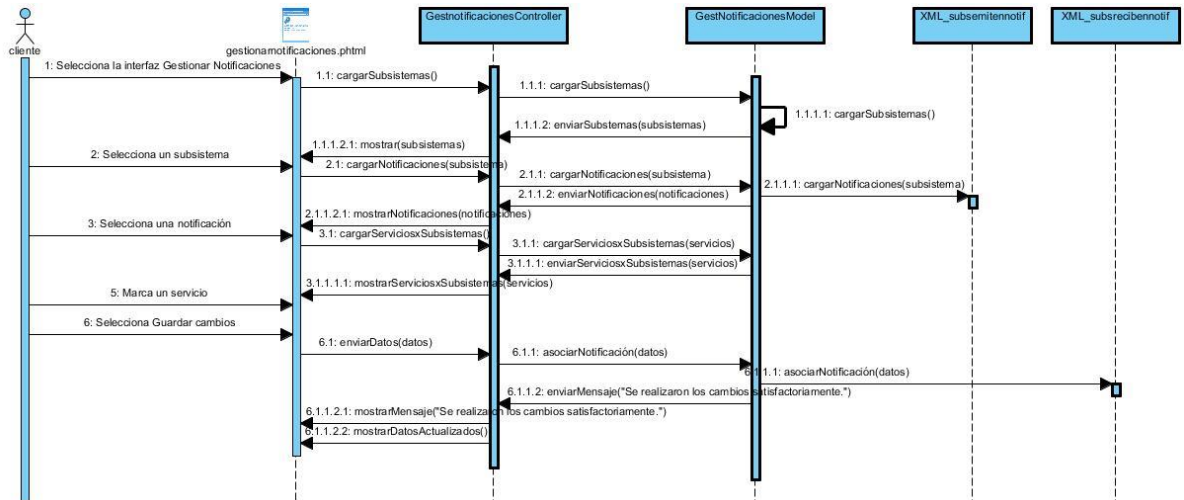 cliente
gestionarnotificaciones.phtml
GestnotificacionesController
GestNotificacionesModel
XML_subsemitennotif
XML_subsrecibennotif
1: Selecciona la interfaz Gestionar Notificaciones
1.1: cargarSubsistemas()
1.1.1: cargarSubsistemas()
1.1.1.1: cargarSubsistemas()
1.1.1.2: enviarSubstemas(subsistemas)
1.1.1.2.1: mostrar(subsistemas)
2: Selecciona un subsistema
2.1: cargarNotificaciones(subsistema)
2.1.1: cargarNotificaciones(subsistema)
2.1.1.1: cargarNotificaciones(subsistema)
2.1.1.2: enviarNotificaciones(notificaciones)
2.1.1.2.1: mostrarNotificaciones(notificaciones)
3: Selecciona una notificación
3.1: cargarServiciosxSubsistemas()
3.1.1: cargarServiciosxSubsistemas(servicios)
3.1.1.1: enviarServiciosxSubsistemas(servicios)
3.1.1.1.1: mostrarServiciosxSubsistemas(servicios)
5: Marca un servicio
6: Selecciona Guardar cambios
6.1: enviarDatos(datos)
6.1.1: asociarNotificación(datos)
6.1.1.1: asociarNotificación(datos)
6.1.1.2: enviarMensaje("Se realizaron los cambios satisfactoriamente.")
6.1.1.2.1: mostrarMensaje("Se realizaron los cambios satisfactoriamente.")
6.1.1.2.2: mostrarDatosActualizados()